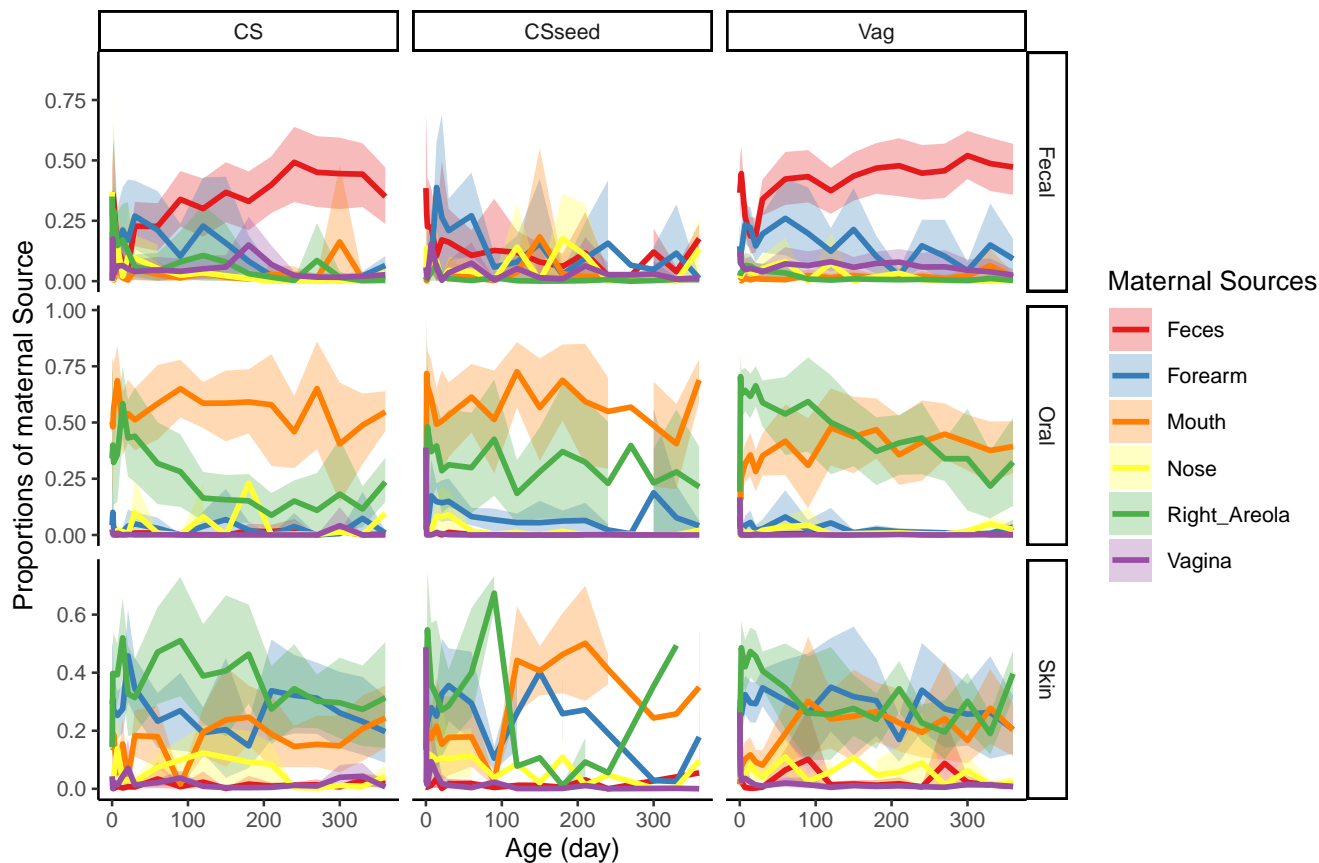 CS CSseed Vag
Proportions of maternal Source
0.75
0.50
0.25
0.00
Fecal
1.00
0.75
0.50
0.25
0.00
Oral
0.6
0.4
0.2
0.0
Skin
0 100 200 300 0 100 200 300 0 100 200 300
Age (day)
Maternal Sources
Feces
Forearm
Mouth
Nose
Right_Areola
Vagina